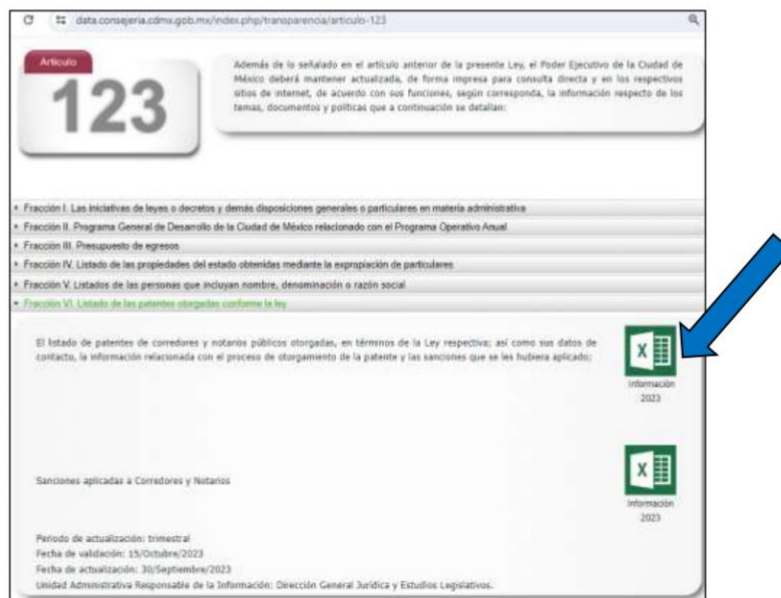 data.consejeria.cdmx.gob.mx/index.php/transparencia/articulo-123
Artículo
123
Además de lo señalado en el artículo anterior de la presente Ley, el Poder Ejecutivo de la Ciudad de
México deberá mantener actualizada, de forma impresa para consulta directa y en los respectivos
sitios de internet, de acuerdo con sus funciones, según corresponda, la información respecto de los
temas, documentos y políticas que a continuación se detallan:
Fracción I. Las iniciativas de leyes o decretos y demás disposiciones generales o particulares en materia administrativa
Fracción II. Programa General de Desarrollo de la Ciudad de México relacionado con el Programa Operativo Anual
Fracción III. Presupuesto de egresos
Fracción IV. Listado de las propiedades del estado obtenidas mediante la expropiación de particulares
Fracción V. Listados de las personas que incluyan nombre, denominación o razón social
Fracción VI. Listado de las patentes otorgadas conforme la ley
El listado de patentes de corredores y notarios públicos otorgadas, en términos de la Ley respectiva; así como sus datos de
contacto, la información relacionada con el proceso de otorgamiento de la patente y las sanciones que se les hubiera aplicado;
X
Información
2023
Sanciones aplicadas a Corredores y Notarios
X
Información
2023
Periodo de actualización: trimestral
Fecha de validación: 15/Octubre/2023
Fecha de actualización: 30/Septiembre/2023
Unidad Administrativa Responsable de la Información: Dirección General Jurídica y Estudios Legislativos.